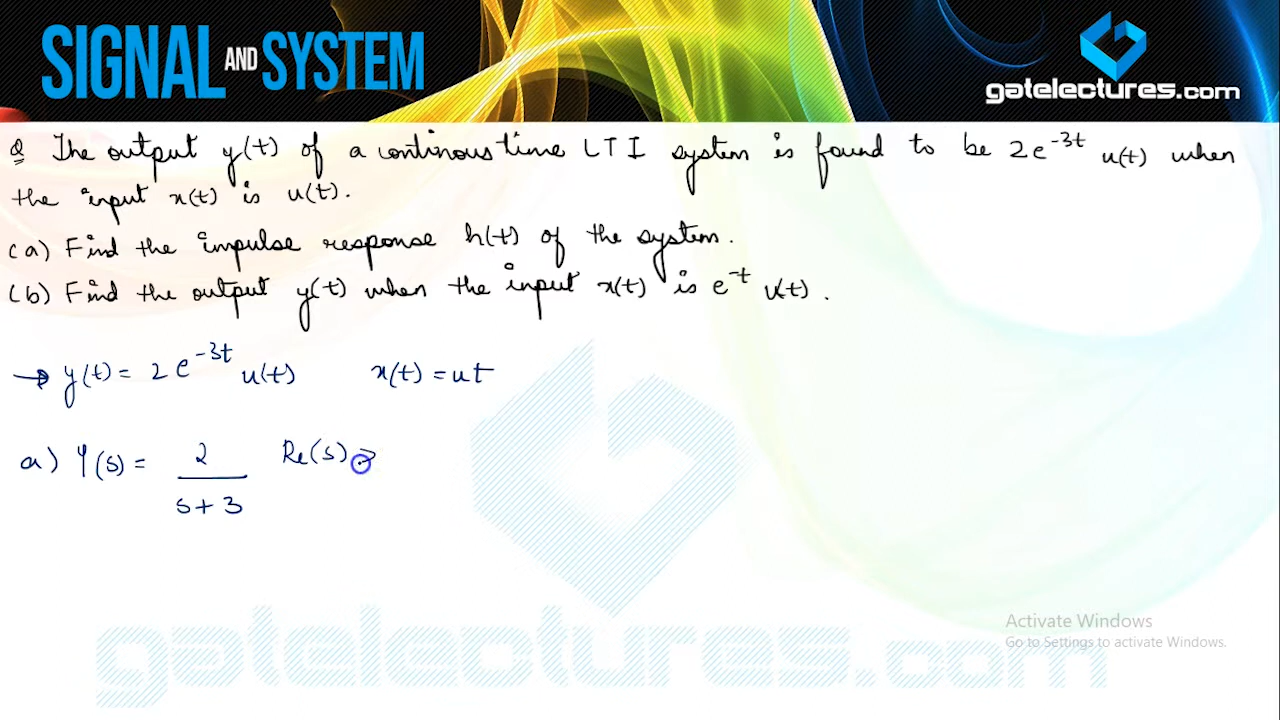 SIGNAL AND SYSTEM
gatelectures.com
Q The output y(t) of a continous time LTI system is found to be 2e^-3t u(t) when
the input x(t) is u(t).
(a) Find the impulse response h(t) of the system.
(b) Find the output y(t) when the input x(t) is e^-t u(t).
→ y(t) = 2e^-3t u(t) x(t) = ut
a) Y(s) = 2 / s+3 Re(s) >
gatelectures.com
Activate Windows
Go to Settings to activate Windows.